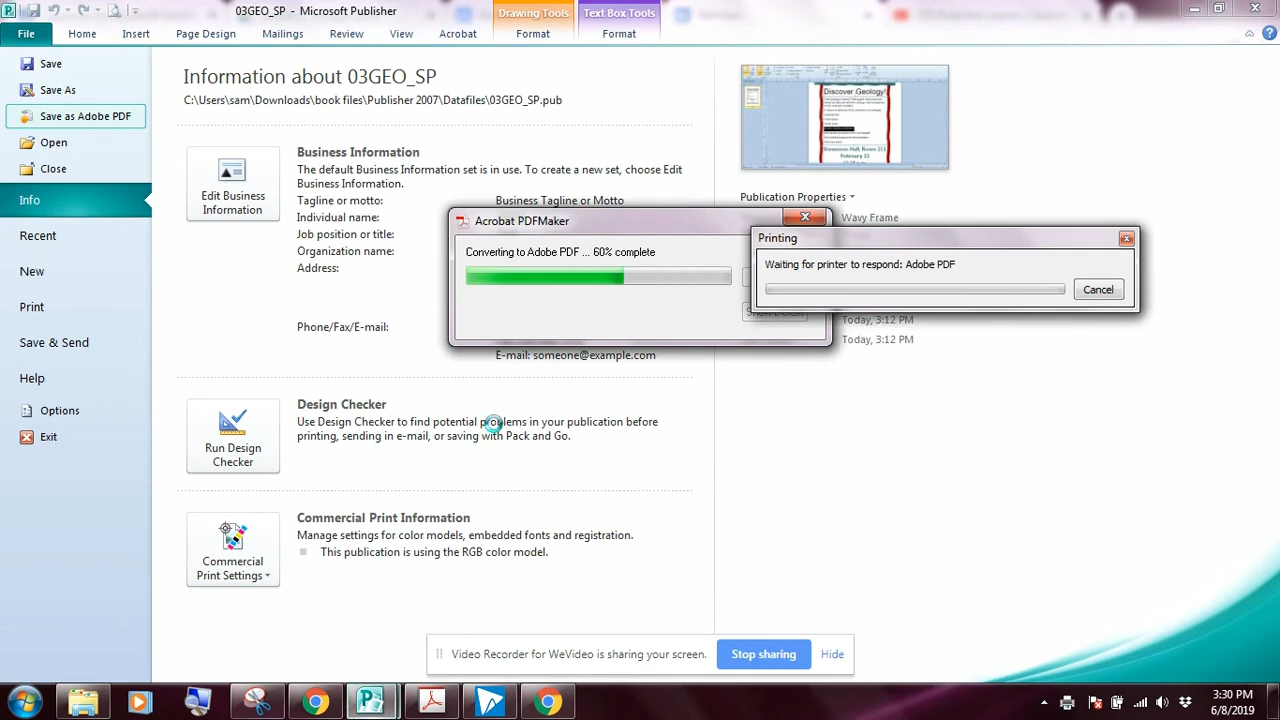 03GEO_SP - Microsoft Publisher
Drawing Tools
Text Box Tools
File
Home
Insert
Page Design
Mailings
Review
View
Acrobat
Format
Format
Save
Save As
Save as Adobe PDF
Open
Close
Info
Recent
New
Print
Save & Send
Help
Options
Exit
Information about 03GEO_SP
C:\Users\sam\Downloads\book files\Publisher 2007\Datafiles\03GEO_SP.pub
Edit Business
Information
Business Information
The default Business Information set is in use. To create a new set, choose Edit
Business Information.
Tagline or motto:
Business Tagline or Motto
Individual name:
Job position or title:
Organization name:
Address:
Phone/Fax/E-mail:
E-mail: someone@example.com
Run Design
Checker
Design Checker
Use Design Checker to find potential problems in your publication before
printing, sending in e-mail, or saving with Pack and Go.
Commercial
Print Settings
Commercial Print Information
Manage settings for color models, embedded fonts and registration.
This publication is using the RGB color model.
Discover Geology!
Stevenson Hall, Room 213
Publication Properties
Wavy Frame
Today, 3:12 PM
Today, 3:12 PM
Acrobat PDFMaker
Converting to Adobe PDF ... 60% complete
Printing
Waiting for printer to respond: Adobe PDF
Cancel
Video Recorder for WeVideo is sharing your screen.
Stop sharing
Hide
3:30 PM
6/8/2019